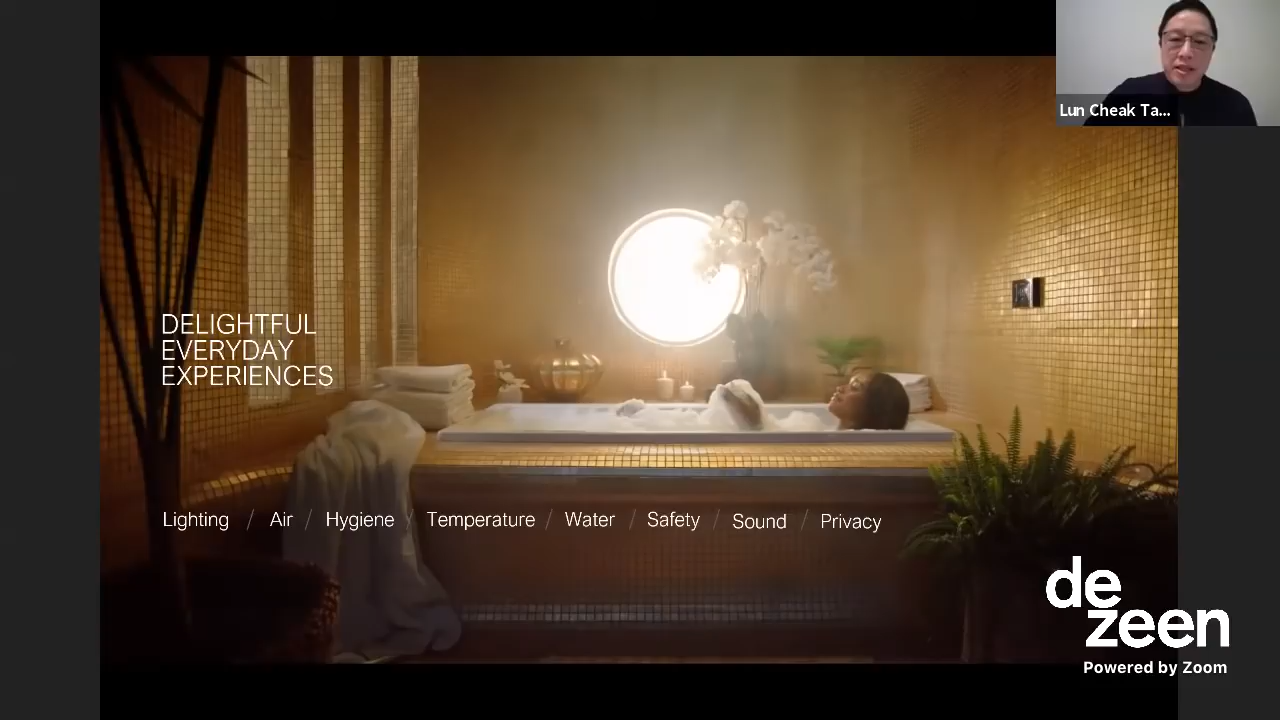 Lun Cheak Ta...
DELIGHTFUL
EVERYDAY
EXPERIENCES
Lighting / Air / Hygiene / Temperature / Water / Safety / Sound / Privacy
de
zeen
Powered by Zoom